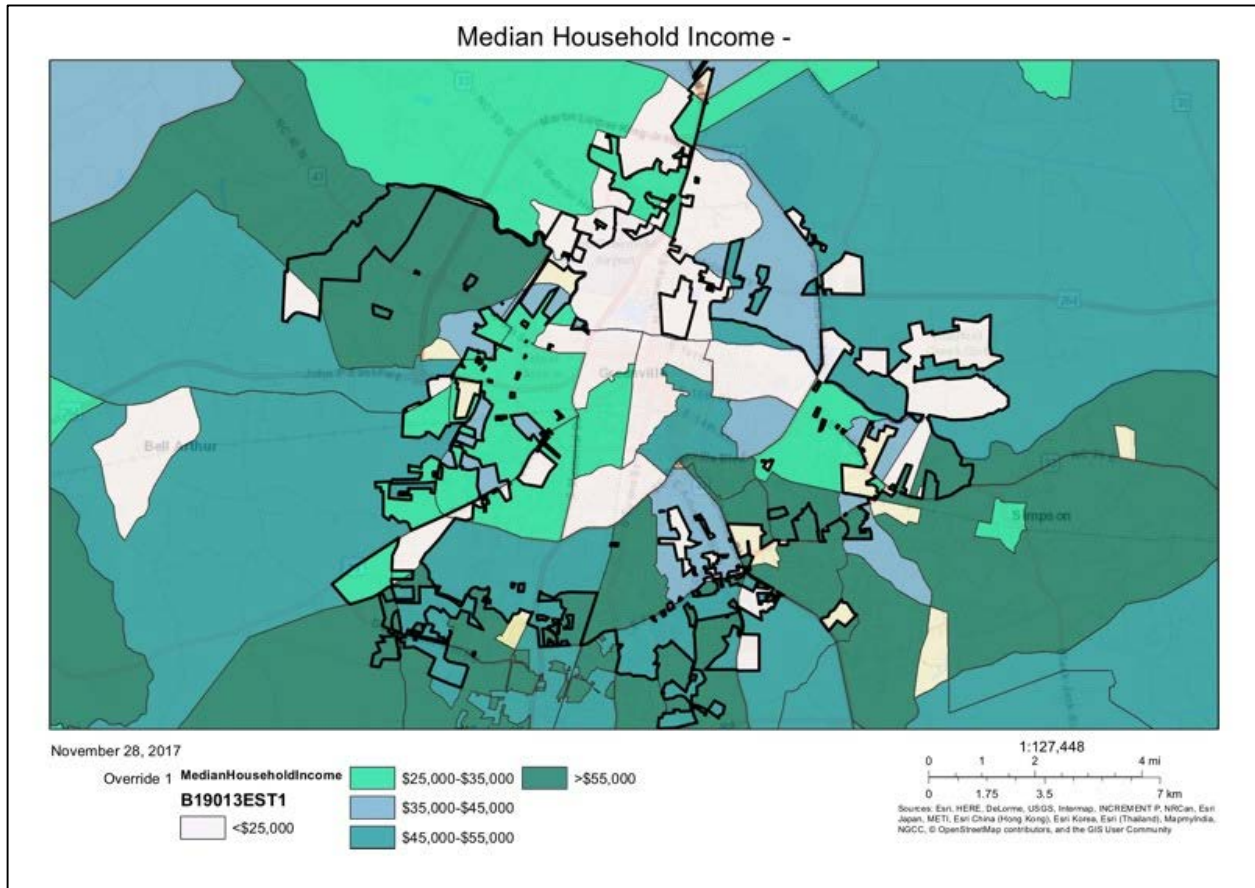 Median Household Income -
43
264
Bell Arthur
Simpson
November 28, 2017
Override 1
MedianHouseholdIncome
B19013EST1
<$25,000
$25,000-$35,000
$35,000-$45,000
$45,000-$55,000
>$55,000
1:127,448
0 1 2 4 mi
0 1.75 3.5 7 km
Sources: Esri, HERE, DeLorme, USGS, Intermap, INCREMENT P, NRCan, Esri
Japan, METI, Esri China (Hong Kong), Esri Korea, Esri (Thailand), MapmyIndia,
NGCC, © OpenStreetMap contributors, and the GIS User Community